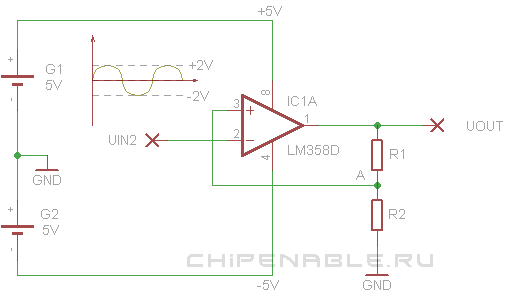 +5V
G1
5V
+
-
+2V
-2V
UIN2
3
+
2
-
8
IC1A
1
LM358D
4
UOUT
R1
A
R2
GND
GND
+
G2
5V
-
-5V
CHIPENABLE.RU